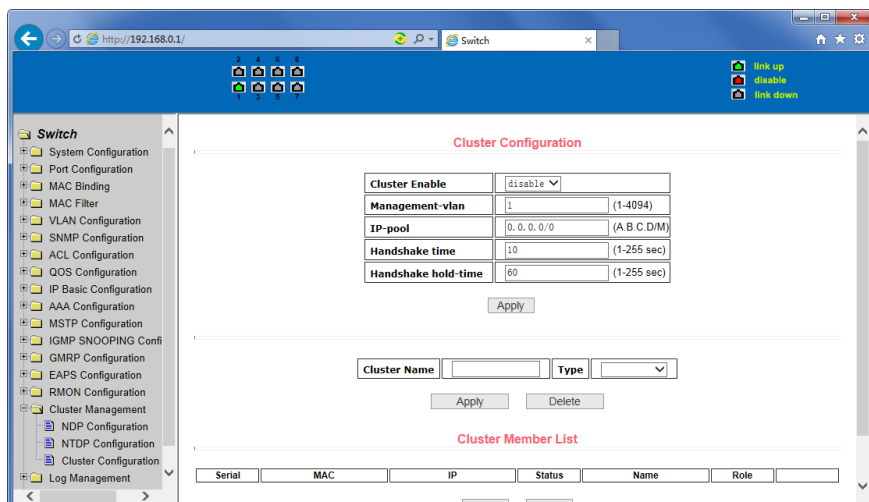 http://192.168.0.1/
Switch
2 4 6 8
1 3 5 7
link up
disable
link down
Switch
System Configuration
Port Configuration
MAC Binding
MAC Filter
VLAN Configuration
SNMP Configuration
ACL Configuration
QOS Configuration
IP Basic Configuration
AAA Configuration
MSTP Configuration
IGMP SNOOPING Confi
GMRP Configuration
EAPS Configuration
RMON Configuration
Cluster Management
NDP Configuration
NTDP Configuration
Cluster Configuration
Log Management
Cluster Configuration
Cluster Enable disable
Management-vlan 1 (1-4094)
IP-pool 0.0.0.0/0 (A.B.C.D/M)
Handshake time 10 (1-255 sec)
Handshake hold-time 60 (1-255 sec)
Apply
Cluster Name Type
Apply Delete
Cluster Member List
Serial MAC IP Status Name Role